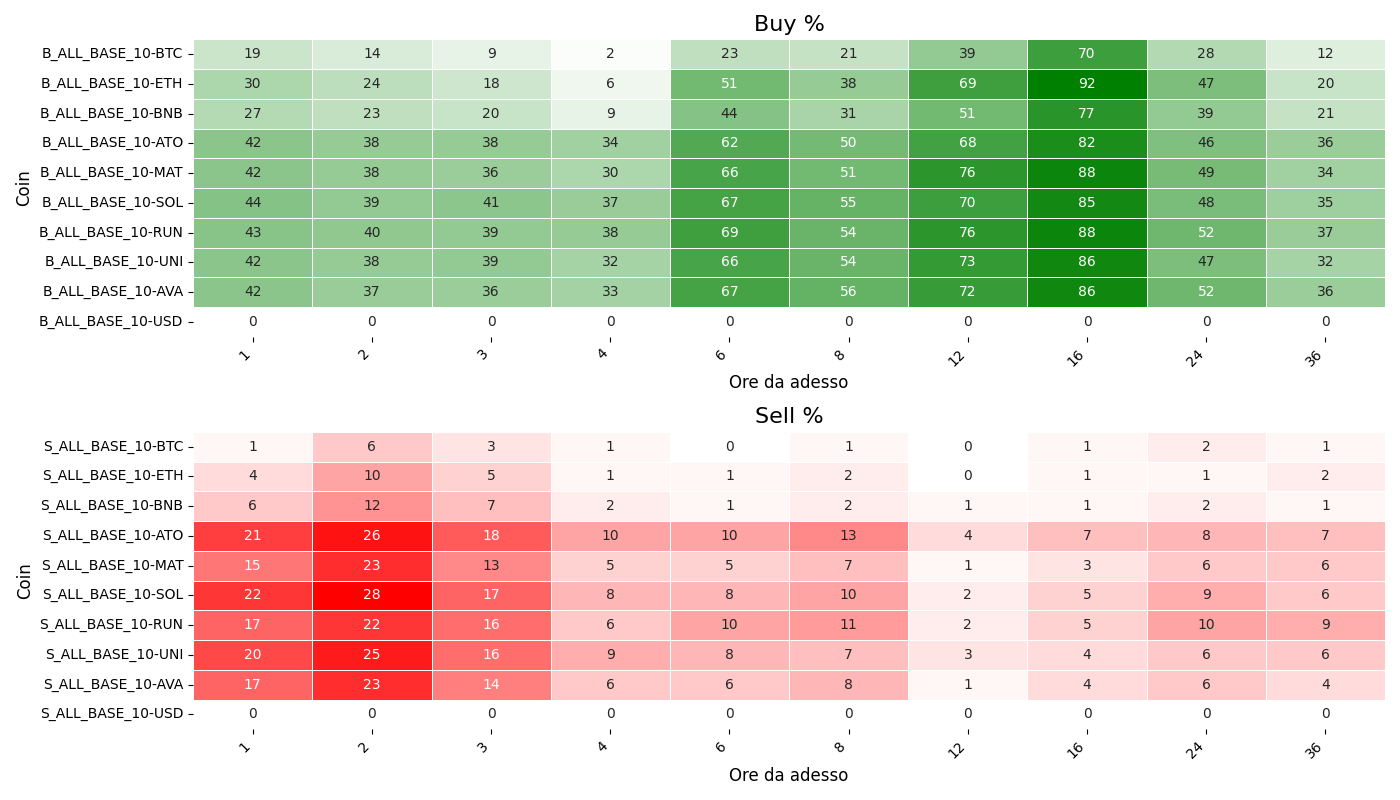 Buy %
Coin
B_ALL_BASE_10-BTC 19 14 9 2 23 21 39 70 28 12
B_ALL_BASE_10-ETH 30 24 18 6 51 38 69 92 47 20
B_ALL_BASE_10-BNB 27 23 20 9 44 31 51 77 39 21
B_ALL_BASE_10-ATO 42 38 38 34 62 50 68 82 46 36
B_ALL_BASE_10-MAT 42 38 36 30 66 51 76 88 49 34
B_ALL_BASE_10-SOL 44 39 41 37 67 55 70 85 48 35
B_ALL_BASE_10-RUN 43 40 39 38 69 54 76 88 52 37
B_ALL_BASE_10-UNI 42 38 39 32 66 54 73 86 47 32
B_ALL_BASE_10-AVA 42 37 36 33 67 56 72 86 52 36
B_ALL_BASE_10-USD 0 0 0 0 0 0 0 0 0 0
1 2 3 4 6 8 12 16 24 36
Ore da adesso
Sell %
Coin
S_ALL_BASE_10-BTC 1 6 3 1 0 1 0 1 2 1
S_ALL_BASE_10-ETH 4 10 5 1 1 2 0 1 1 2
S_ALL_BASE_10-BNB 6 12 7 2 1 2 1 1 2 1
S_ALL_BASE_10-ATO 21 26 18 10 10 13 4 7 8 7
S_ALL_BASE_10-MAT 15 23 13 5 5 7 1 3 6 6
S_ALL_BASE_10-SOL 22 28 17 8 8 10 2 5 9 6
S_ALL_BASE_10-RUN 17 22 16 6 10 11 2 5 10 9
S_ALL_BASE_10-UNI 20 25 16 9 8 7 3 4 6 6
S_ALL_BASE_10-AVA 17 23 14 6 6 8 1 4 6 4
S_ALL_BASE_10-USD 0 0 0 0 0 0 0 0 0 0
1 2 3 4 6 8 12 16 24 36
Ore da adesso